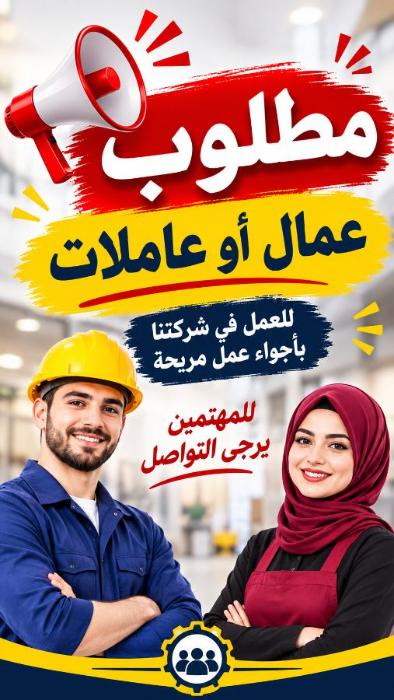 مطلوب
عمال أو عاملات
للعمل في شركتنا
بأجواء عمل مريحة
للمهتمين
يرجى التواصل